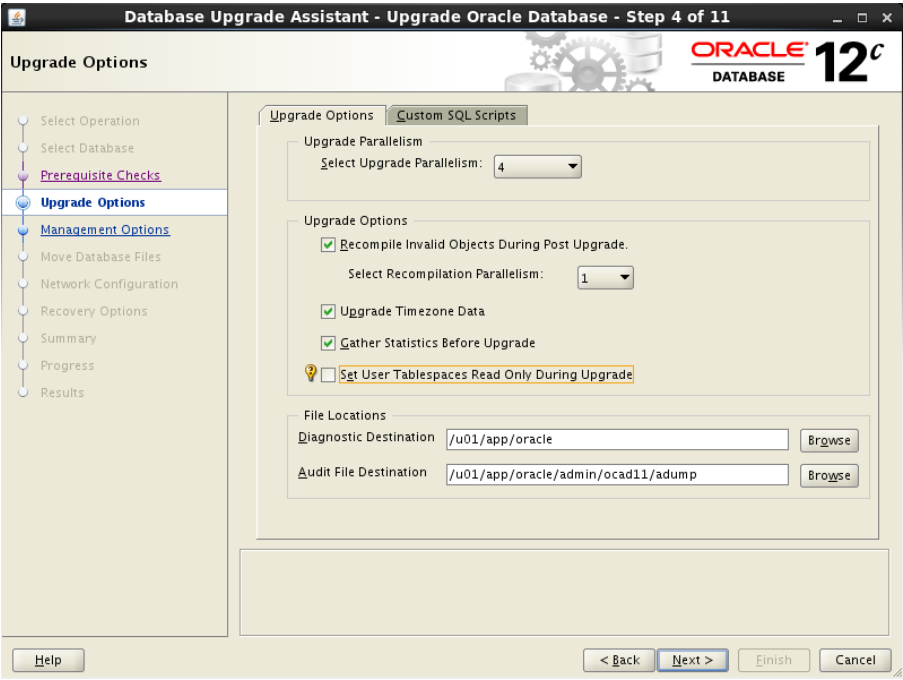 Database Upgrade Assistant - Upgrade Oracle Database - Step 4 of 11
Upgrade Options
ORACLE DATABASE 12c
Select Operation
Select Database
Prerequisite Checks
Upgrade Options
Management Options
Move Database Files
Network Configuration
Recovery Options
Summary
Progress
Results
Upgrade Options Custom SQL Scripts
Upgrade Parallelism
Select Upgrade Parallelism: 4
Upgrade Options
Recompile Invalid Objects During Post Upgrade.
Select Recompilation Parallelism: 1
Upgrade Timezone Data
Gather Statistics Before Upgrade
Set User Tablespaces Read Only During Upgrade
File Locations
Diagnostic Destination /u01/app/oracle Browse
Audit File Destination /u01/app/oracle/admin/ocad11/adump Browse
Help < Back Next > Finish Cancel